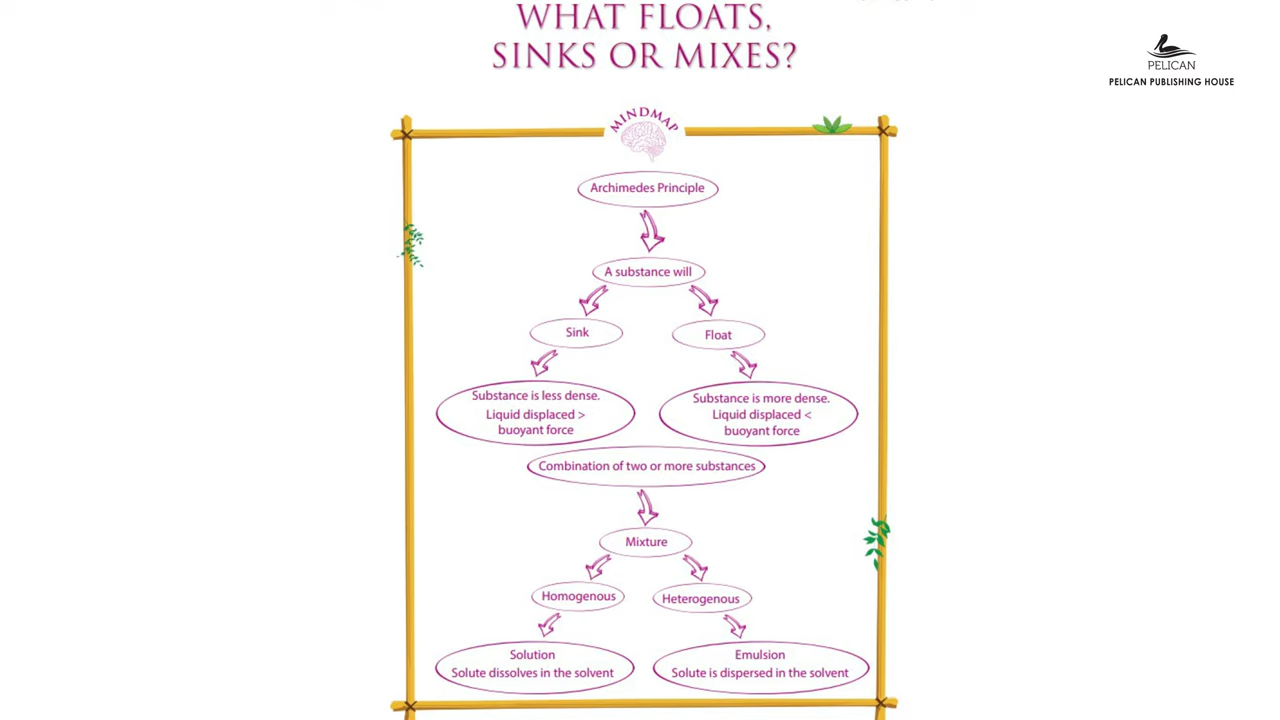 WHAT FLOATS,
SINKS OR MIXES?
PELICAN
PELICAN PUBLISHING HOUSE
MINDMAP
Archimedes Principle
A substance will
Sink
Float
Substance is less dense.
Liquid displaced >
buoyant force
Substance is more dense.
Liquid displaced <
buoyant force
Combination of two or more substances
Mixture
Homogenous
Heterogenous
Solution
Solute dissolves in the solvent
Emulsion
Solute is dispersed in the solvent